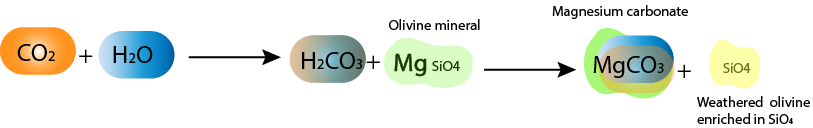 Olivine mineral
Magnesium carbonate
CO2 + H2O H2CO3 + Mg SiO4 MgCO3 + SiO4
Weathered olivine
enriched in SiO4